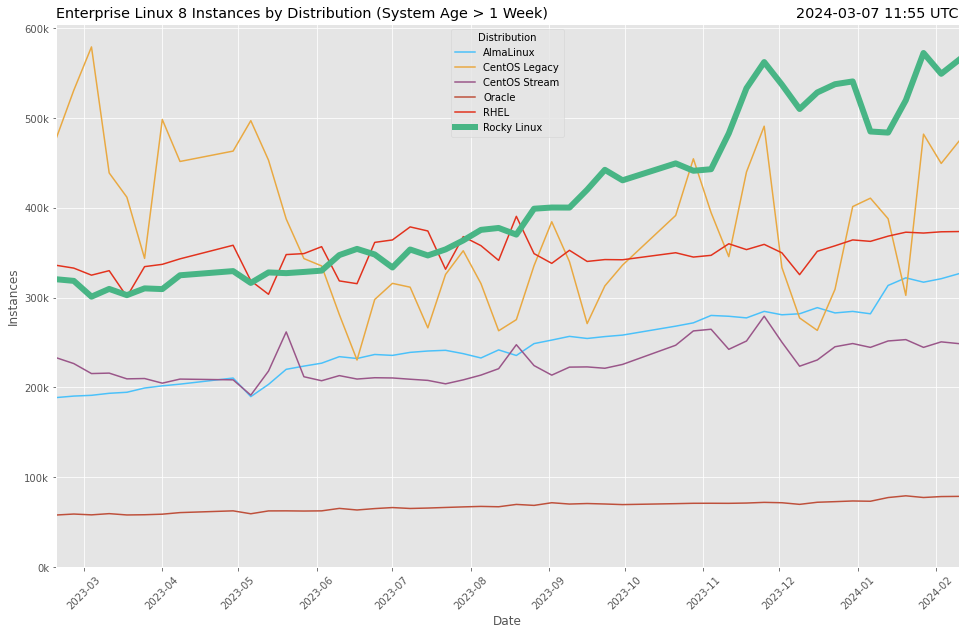 Enterprise Linux 8 Instances by Distribution (System Age > 1 Week)
2024-03-07 11:55 UTC
Distribution
AlmaLinux
CentOS Legacy
CentOS Stream
Oracle
RHEL
Rocky Linux
600k
500k
400k
300k
200k
100k
0k
Instances
2023-03
2023-04
2023-05
2023-06
2023-07
2023-08
2023-09
2023-10
2023-11
2023-12
2024-01
2024-02
Date